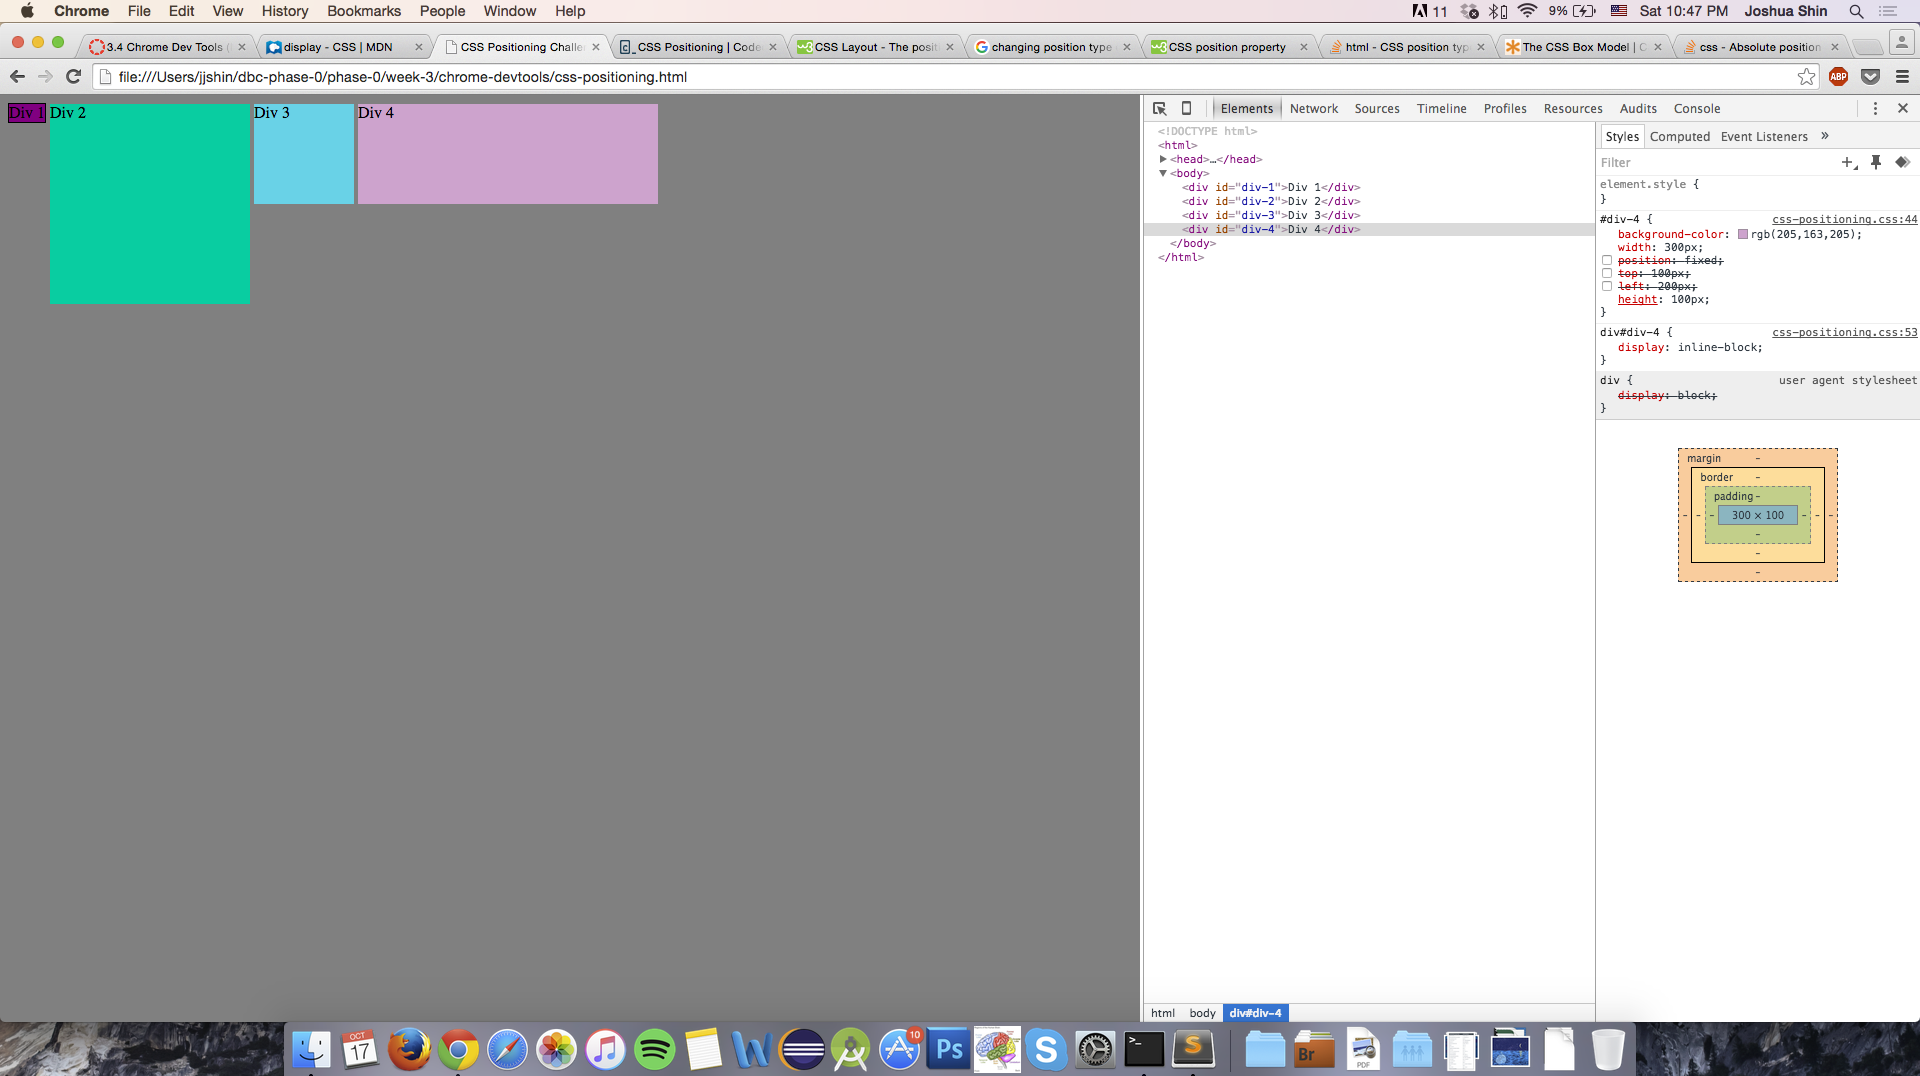 Chrome File Edit View History Bookmarks People Window Help 11 9% Sat 10:47 PM Joshua Shin
3.4 Chrome Dev Tools ( display - CSS | MDN CSS Positioning Challe CSS Positioning | Code CSS Layout - The posit changing position type CSS position property html - CSS position typ The CSS Box Model | C css - Absolute position
file:///Users/jjshin/dbc-phase-0/phase-0/week-3/chrome-devtools/css-positioning.html ABP
Div 1 Div 2 Div 3 Div 4
Elements Network Sources Timeline Profiles Resources Audits Console
<!DOCTYPE html>
<html>
<head>…</head>
<body>
<div id="div-1">Div 1</div>
<div id="div-2">Div 2</div>
<div id="div-3">Div 3</div>
<div id="div-4">Div 4</div>
</body>
</html>
html body div#div-4
Styles Computed Event Listeners »
Filter
element.style {
}
#div-4 { css-positioning.css:44
background-color: rgb(205,163,205);
width: 300px;
position: fixed;
top: 100px;
left: 200px;
height: 100px;
}
div#div-4 { css-positioning.css:53
display: inline-block;
}
div { user agent stylesheet
display: block;
}
margin -
border -
padding -
- - - 300 × 100 - - -
-
-
-
OCT
17
10
Ps
Br
PDF